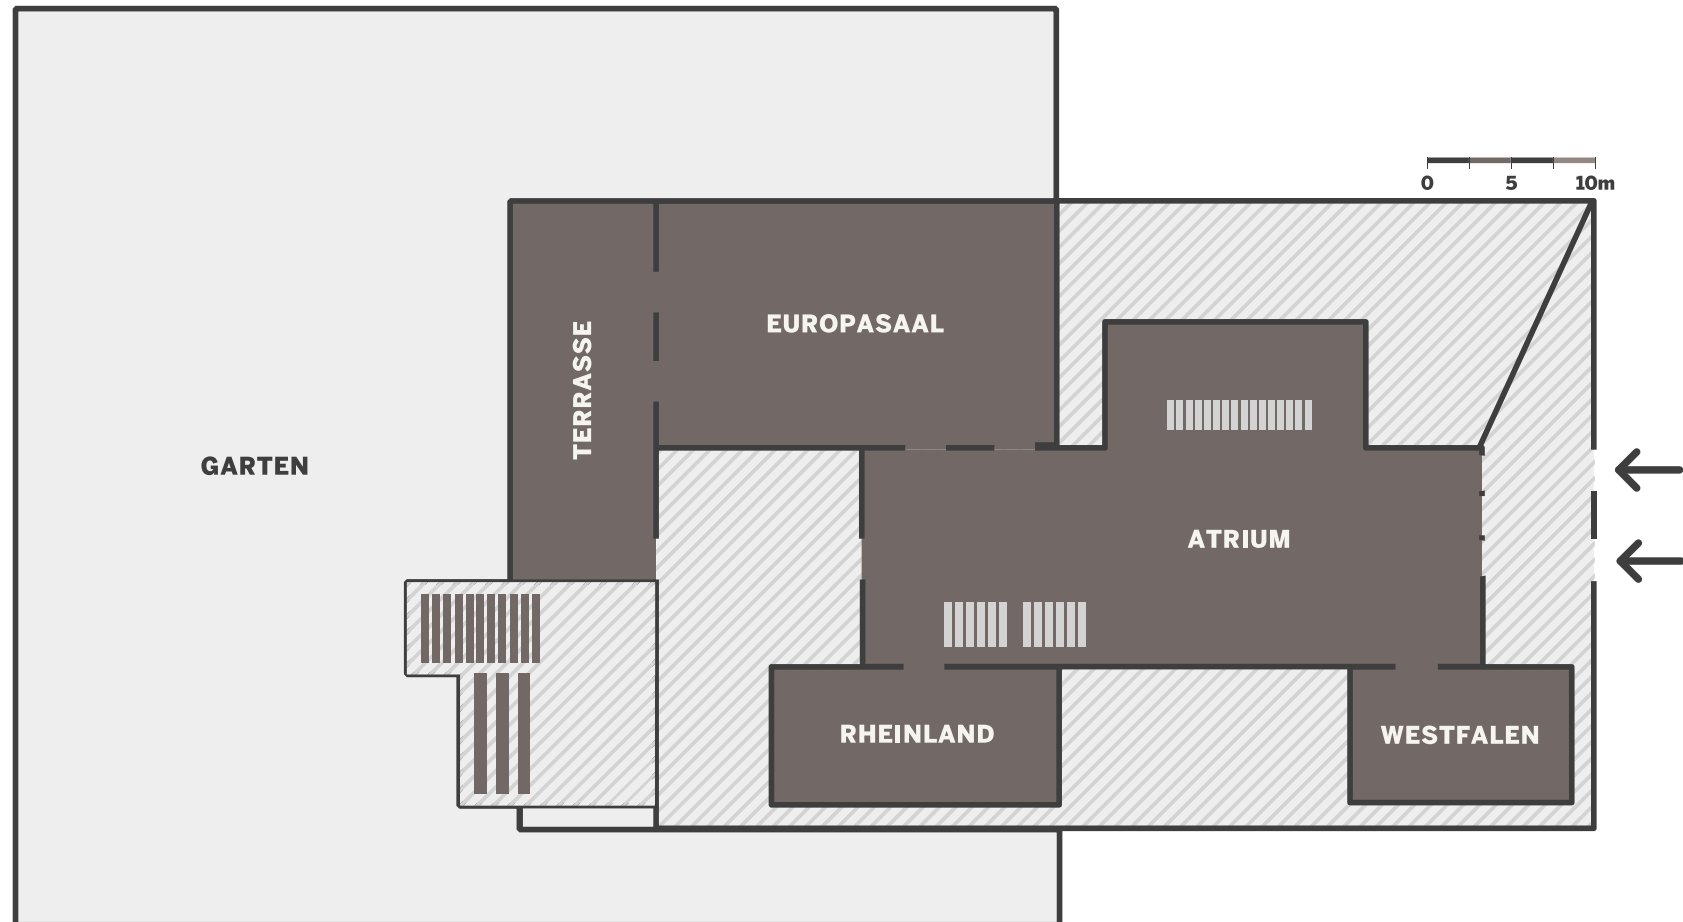 0 5 10m
TERRASSE
EUROPASAAL
GARTEN
ATRIUM
RHEINLAND
WESTFALEN